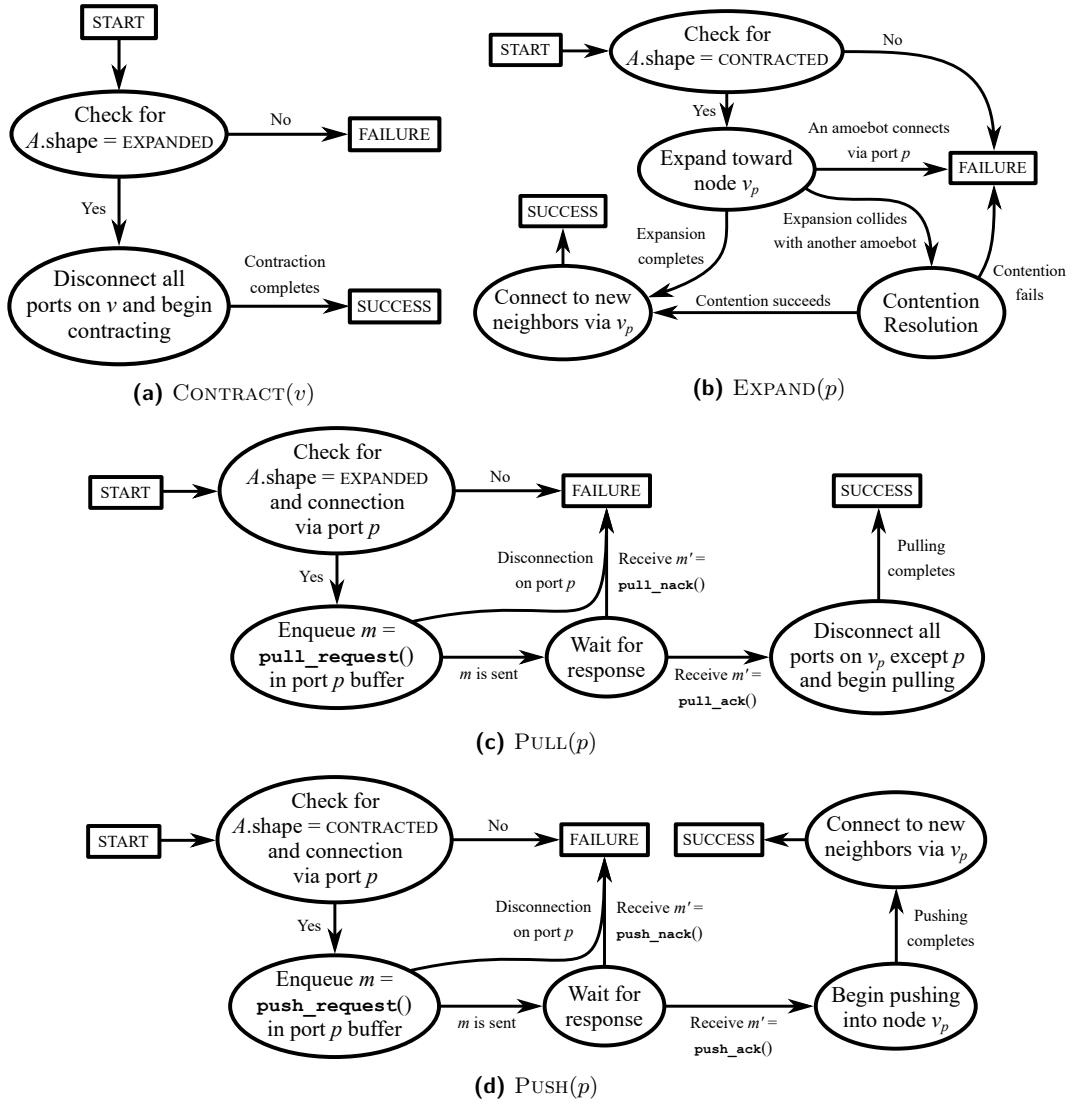 START
Check for
A.shape = EXPANDED
No
FAILURE
Yes
Disconnect all
ports on v and begin
contracting
Contraction
completes
SUCCESS
(a) CONTRACT(v)
START
Check for
A.shape = CONTRACTED
No
Yes
Expand toward
node v_p
An amoebot connects
via port p
FAILURE
SUCCESS
Expansion
completes
Expansion collides
with another amoebot
Connect to new
neighbors via v_p
Contention succeeds
Contention
Resolution
Contention
fails
(b) EXPAND(p)
START
Check for
A.shape = EXPANDED
and connection
via port p
No
FAILURE
SUCCESS
Yes
Disconnection
on port p
Receive m′ =
pull_nack()
Pulling
completes
Enqueue m =
pull_request()
in port p buffer
m is sent
Wait for
response
Receive m′ =
pull_ack()
Disconnect all
ports on v_p except p
and begin pulling
(c) PULL(p)
START
Check for
A.shape = CONTRACTED
and connection
via port p
No
FAILURE
SUCCESS
Connect to new
neighbors via v_p
Yes
Disconnection
on port p
Receive m′ =
push_nack()
Pushing
completes
Enqueue m =
push_request()
in port p buffer
m is sent
Wait for
response
Receive m′ =
push_ack()
Begin pushing
into node v_p
(d) PUSH(p)